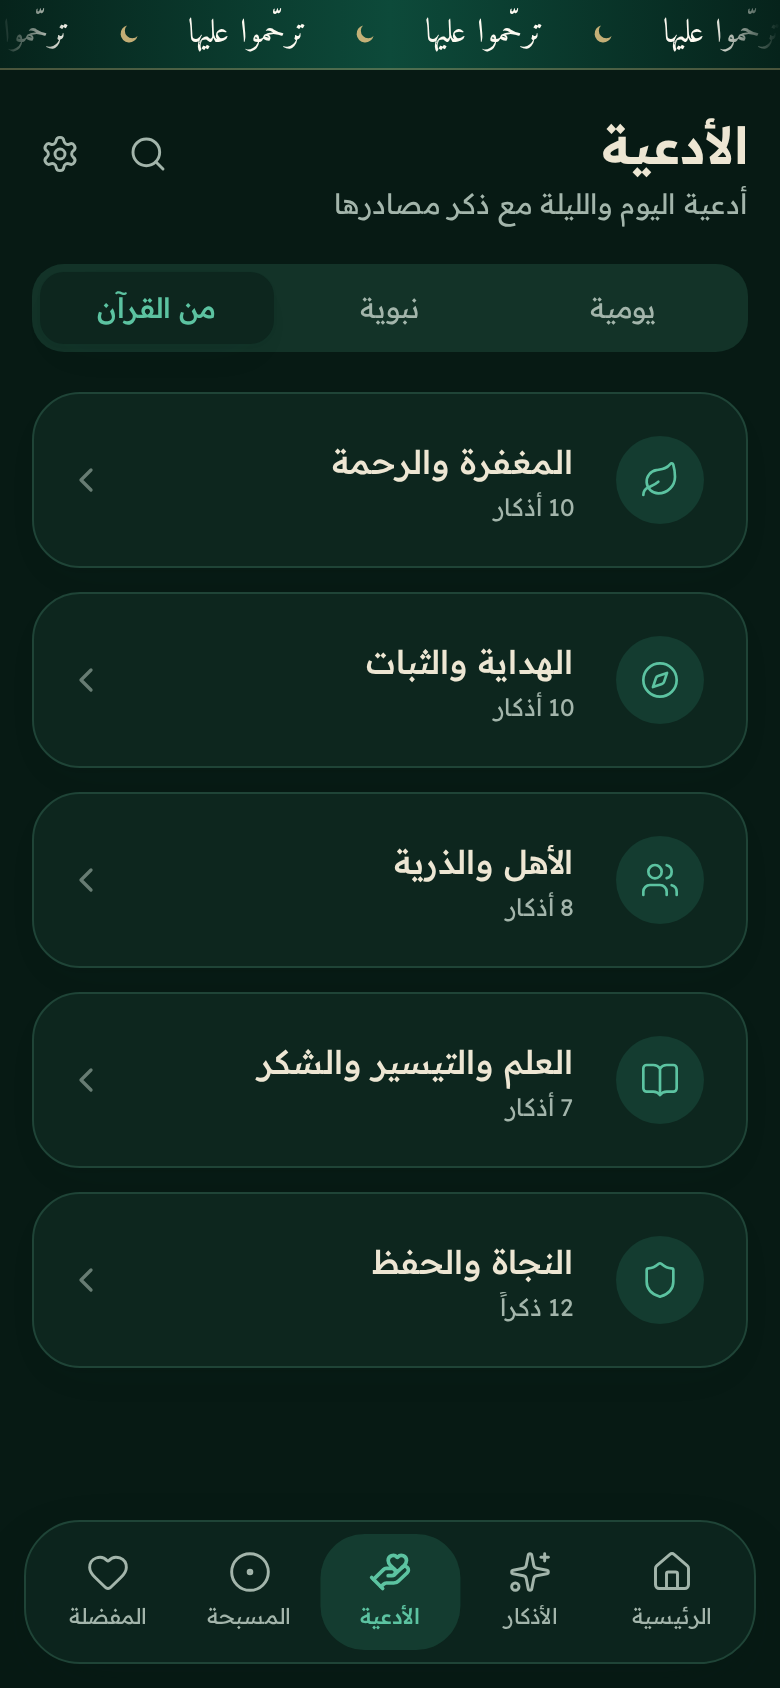 ترحّموا عليها ترحّموا عليها ترحّموا عليها ترحّموا
الأدعية
أدعية اليوم والليلة مع ذكر مصادرها
يومية نبوية من القرآن
المغفرة والرحمة
10 أذكار
الهداية والثبات
10 أذكار
الأهل والذرية
8 أذكار
العلم والتيسير والشكر
7 أذكار
النجاة والحفظ
12 ذكراً
الرئيسية الأذكار الأدعية المسبحة المفضلة